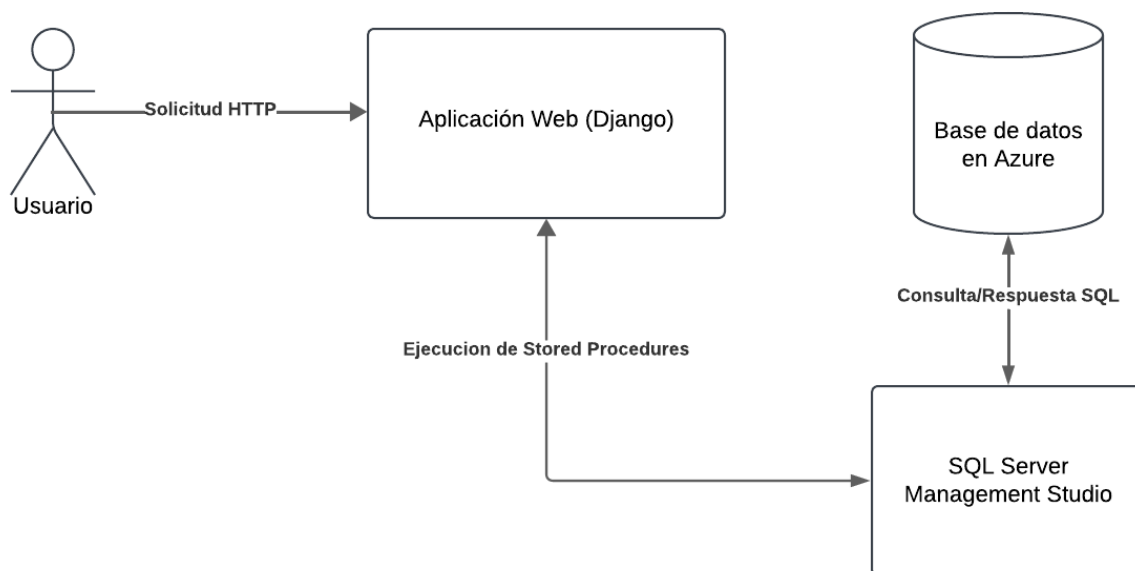 Solicitud HTTP
Usuario
Aplicación Web (Django)
Base de datos
en Azure
Consulta/Respuesta SQL
Ejecucion de Stored Procedures
SQL Server
Management Studio